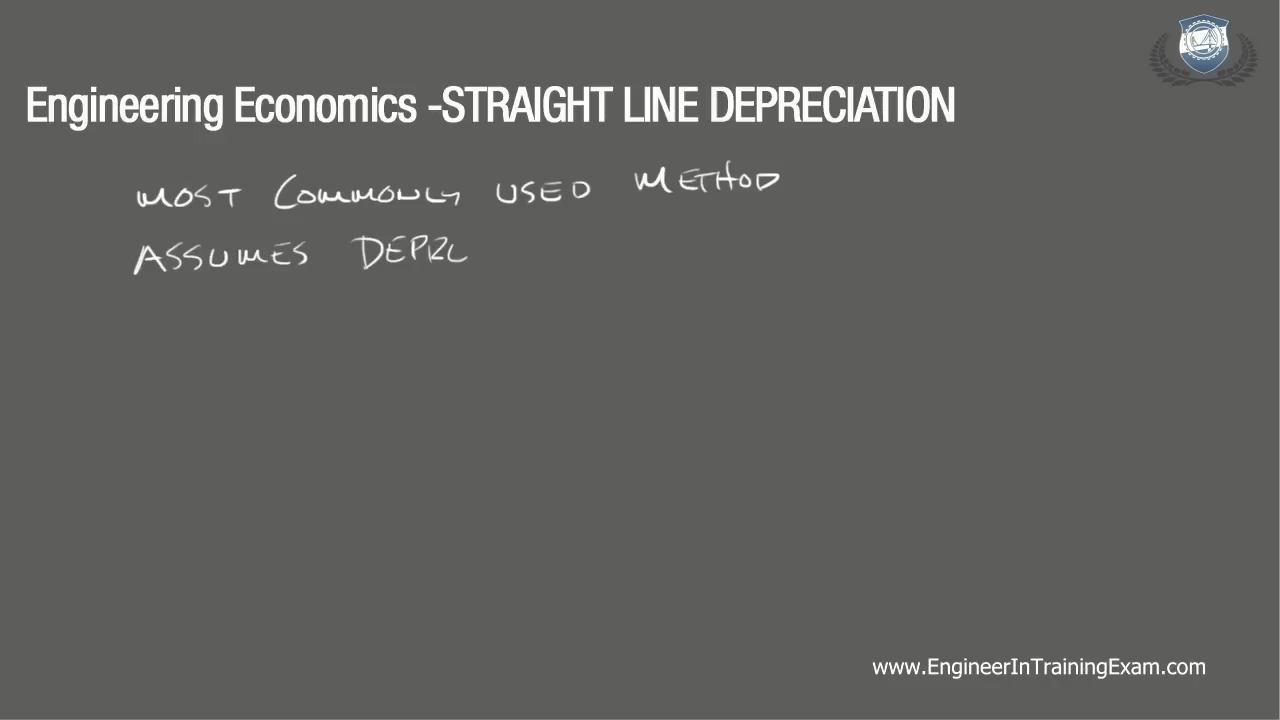 Engineering Economics -STRAIGHT LINE DEPRECIATION
MOST COMMONLY USED METHOD
ASSUMES DEPRC
www.EngineerInTrainingExam.com